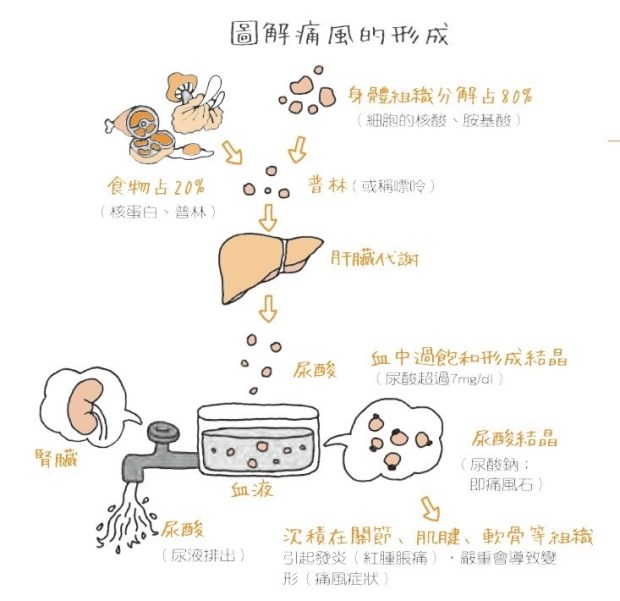 圖解痛風的形成
身體組織分解占80%
（細胞的核酸、胺基酸）
食物占20%
（核蛋白、普林）
普林（或稱嘌呤）
肝臟代謝
尿酸
血中過飽和形成結晶
（尿酸超過7mg/dl）
腎臟
血液
尿酸結晶
（尿酸鈉；
即痛風石）
尿酸
（尿液排出）
沉積在關節、肌腱、軟骨等組織
引起發炎（紅腫脹痛），嚴重會導致變
形（痛風症狀）